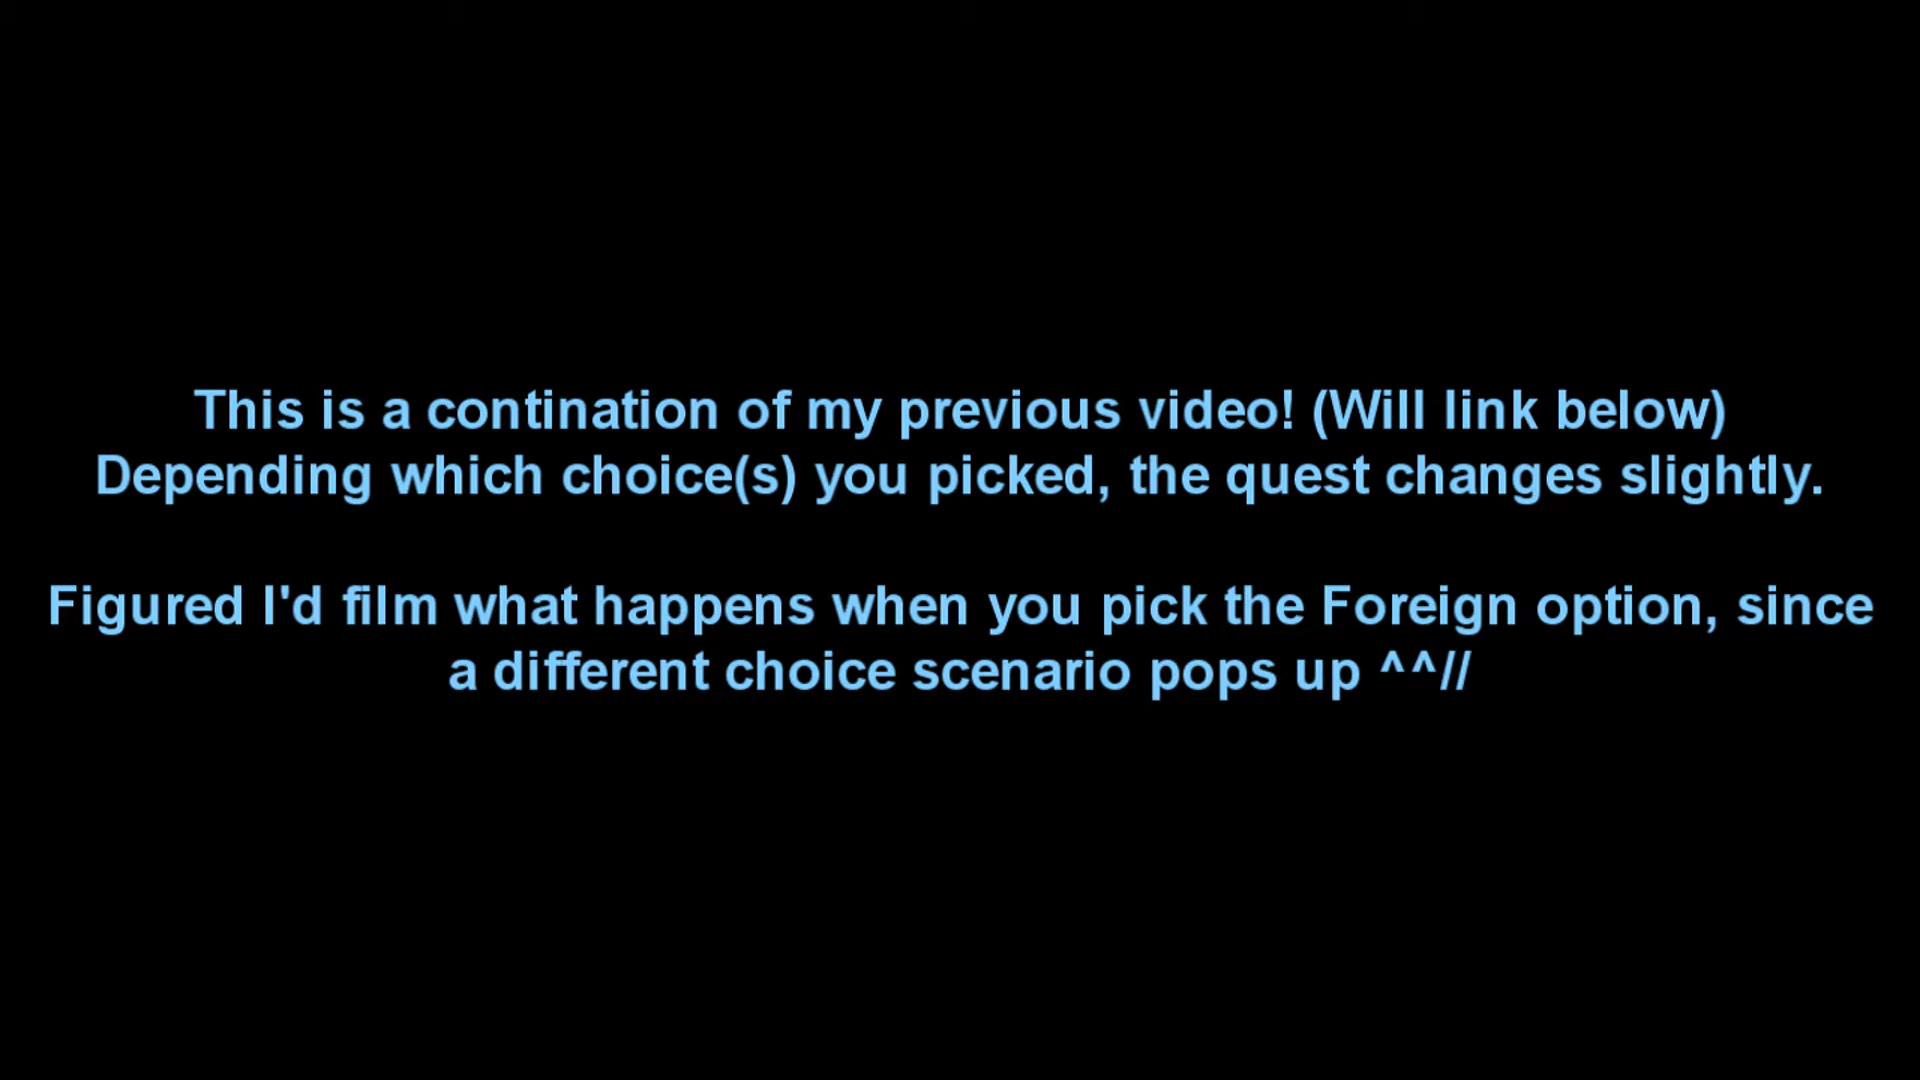 This is a contination of my previous video! (Will link below)
Depending which choice(s) you picked, the quest changes slightly.
Figured I'd film what happens when you pick the Foreign option, since
a different choice scenario pops up ^^//